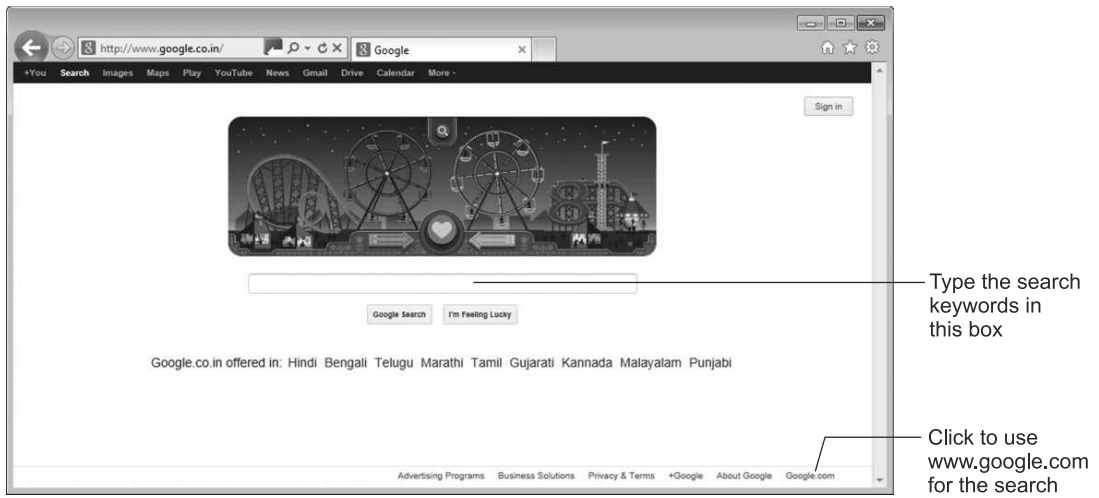 http://www.google.co.in/
Google
+You Search Images Maps Play YouTube News Gmail Drive Calendar More
Sign in
Google Search I'm Feeling Lucky
Google.co.in offered in: Hindi Bengali Telugu Marathi Tamil Gujarati Kannada Malayalam Punjabi
Advertising Programs Business Solutions Privacy & Terms +Google About Google Google.com
Type the search
keywords in
this box
Click to use
www.google.com
for the search